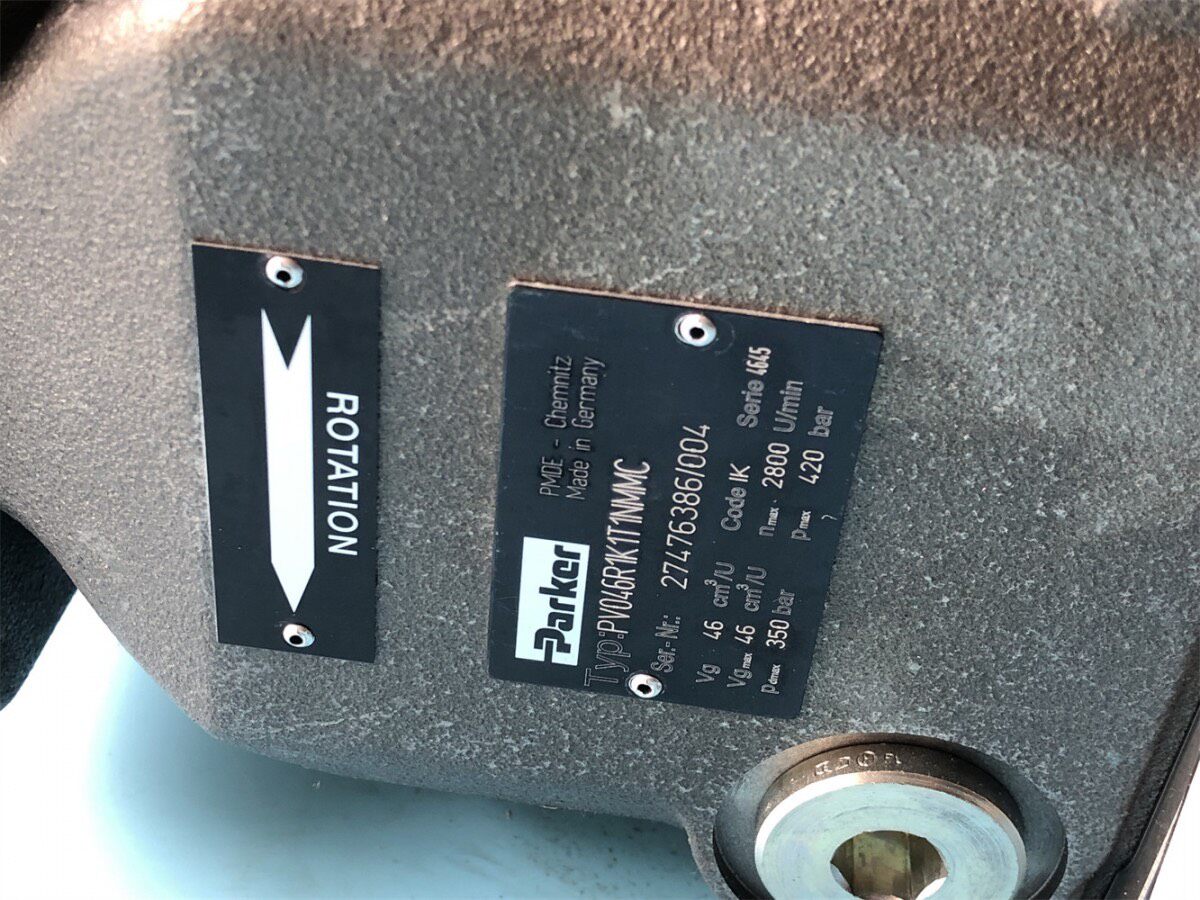 ROTATION
Parker
PMDE - Chemnitz
Made in Germany
Typ:PV046R1K1T1NMMC
Ser.-Nr.: 27476386/004
Vg 46 cm³/U Code IK Serie 4645
Vgmax 46 cm³/U nmax 2800 U/min
pdmax 350 bar pmax 420 bar